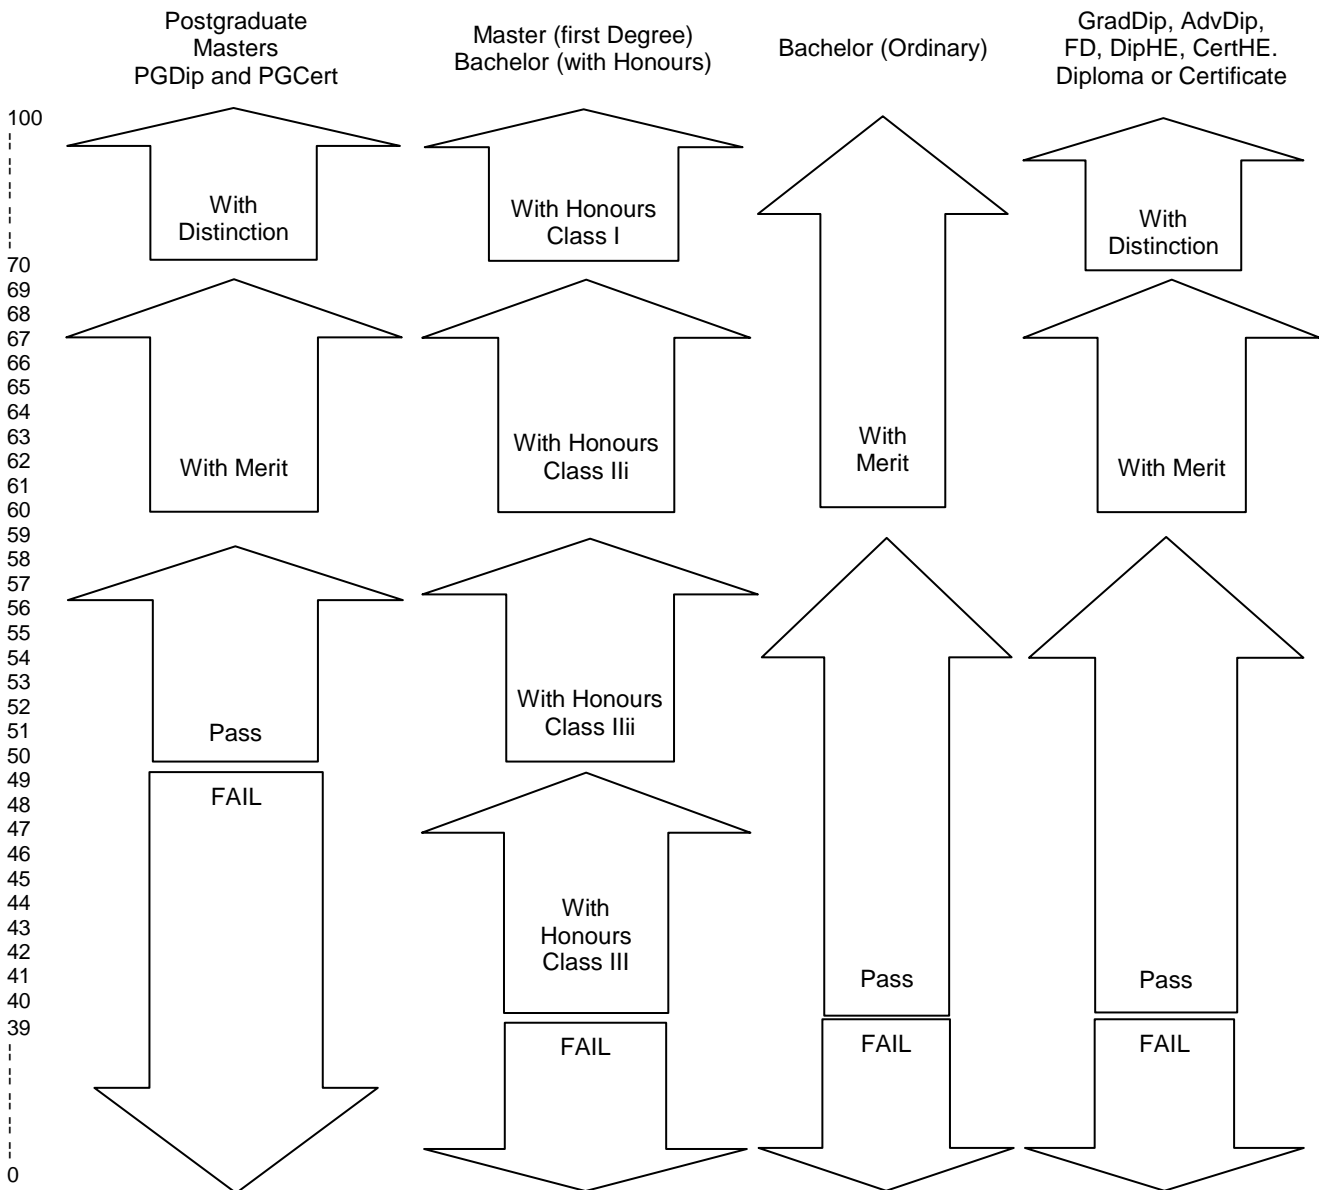 Postgraduate
Masters
PGDip and PGCert
Master (first Degree)
Bachelor (with Honours)
Bachelor (Ordinary)
GradDip, AdvDip,
FD, DipHE, CertHE.
Diploma or Certificate
100
70
69
68
67
66
65
64
63
62
61
60
59
58
57
56
55
54
53
52
51
50
49
48
47
46
45
44
43
42
41
40
39
0
With
Distinction
With Merit
Pass
FAIL
With Honours
Class I
With Honours
Class IIi
With Honours
Class IIii
With
Honours
Class III
FAIL
With
Merit
Pass
FAIL
With
Distinction
With Merit
Pass
FAIL